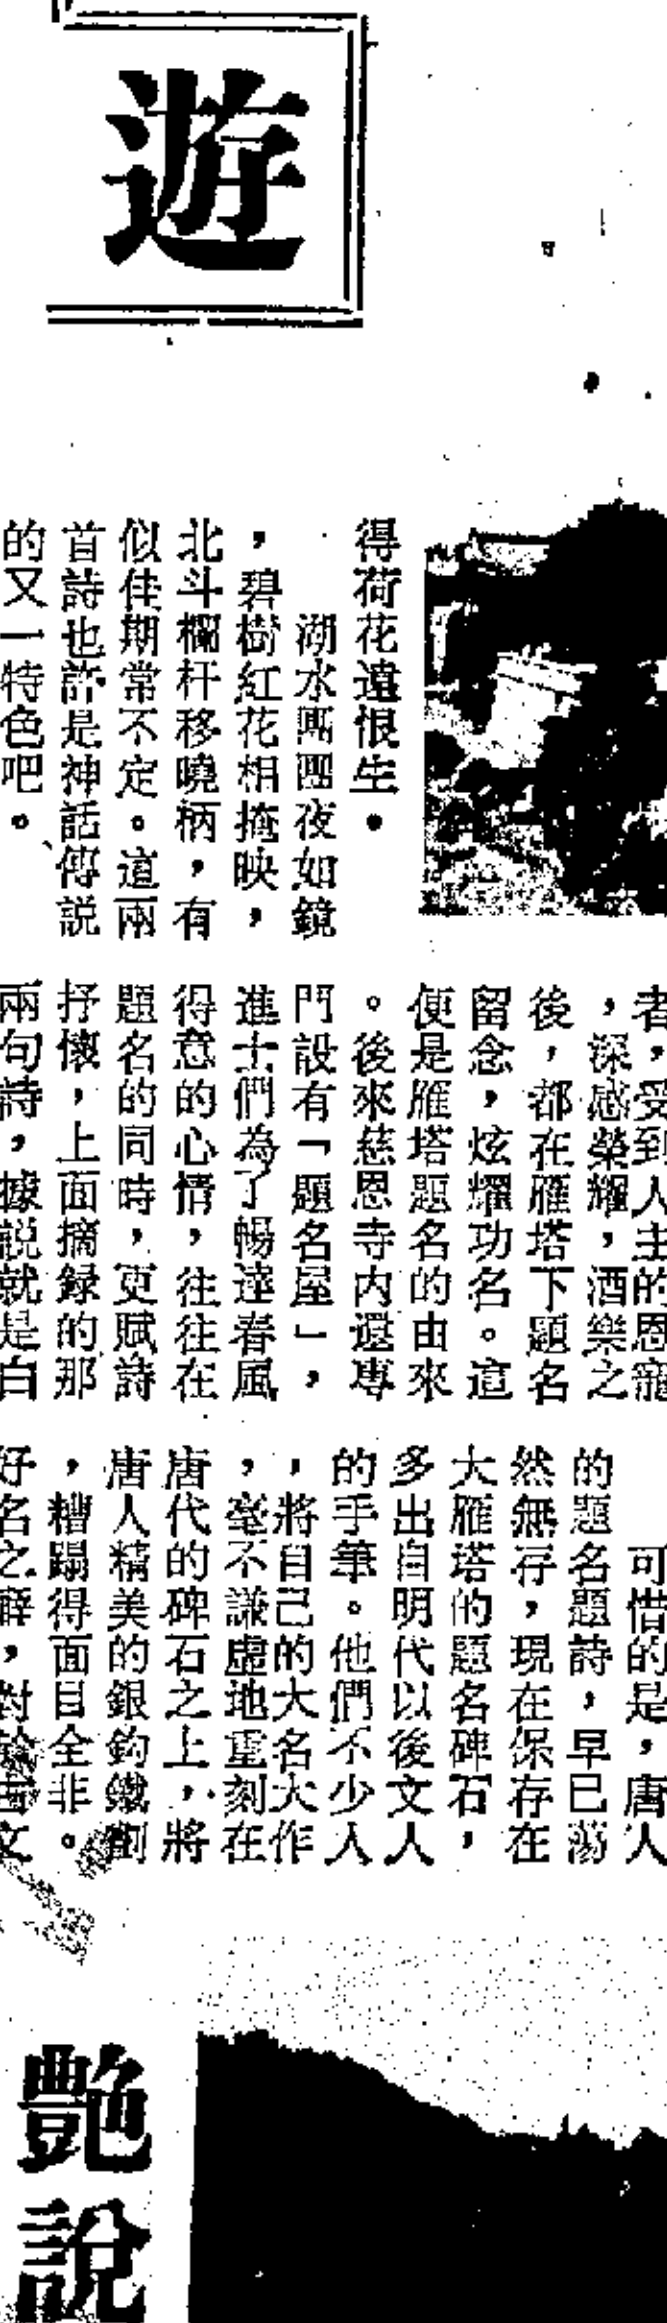 遊
得荷花遠恨生。
湖水團團夜如鏡
，碧樹紅花相掩映，
北斗欄杆移曉柄，有
似佳期常不定。這兩
首詩也許是神話傳說
的又一特色吧。
者，受到人主的恩寵
，深感榮耀，酒樂之
後，都在雁塔下題名
留念，炫耀功名。這
便是雁塔題名的由來
。後來慈恩寺內還專
門設有「題名屋」，
進士們為了暢達春風
得意的心情，往往在
題名的同時，更賦詩
抒懷，上面摘錄的那
兩句詩，據說就是白
可惜的是，唐人
的題名題詩，早已蕩
然無存，現在保存在
大雁塔的題名碑石，
多出自明代以後文人
的手筆。他們不少人
，將自己的大名大作
，毫不謙虛地重刻在
唐代的碑石之上，將
唐人精美的銀鈎鐵劃
，糟蹋得面目全非。
好名之癖，對於古文
艷說